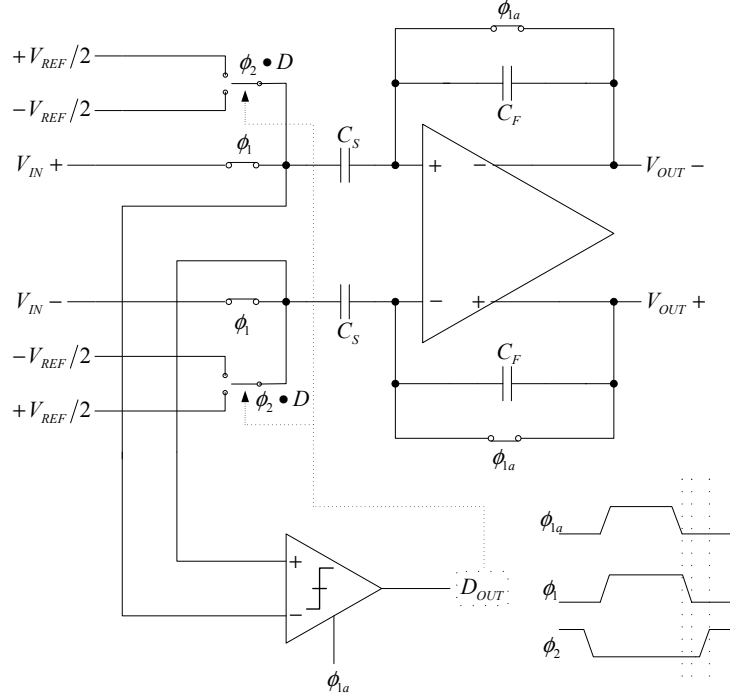 ϕ1a
+VREF/2
ϕ2 • D
−VREF/2
CF
CS
ϕ1
VIN +
+
−
VOUT −
VIN −
−
+
VOUT +
ϕ1
CS
−VREF/2
CF
+VREF/2
ϕ2 • D
ϕ1a
ϕ1a
+
DOUT
ϕ1
−
ϕ2
ϕ1a